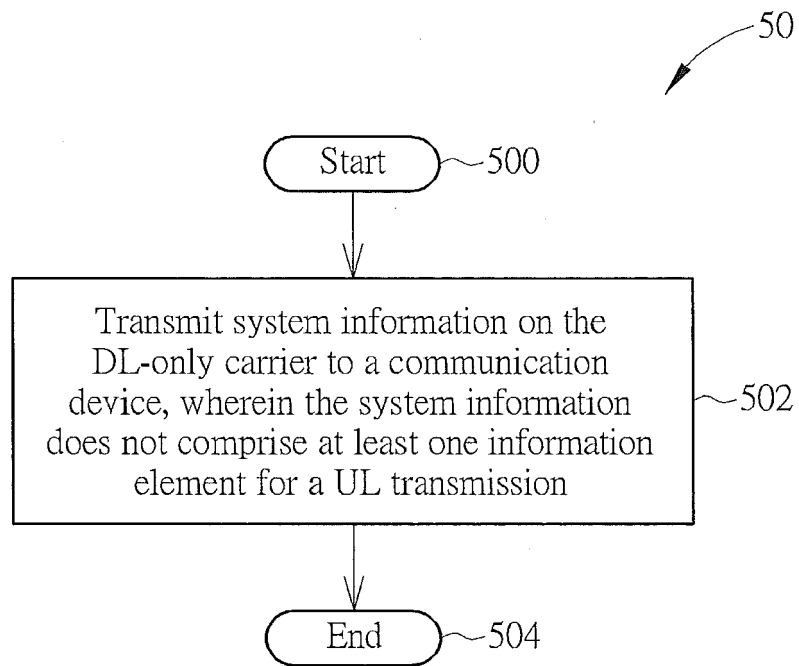 50
Start
500
Transmit system information on the
DL-only carrier to a communication
device, wherein the system information
does not comprise at least one information
element for a UL transmission
502
End
504